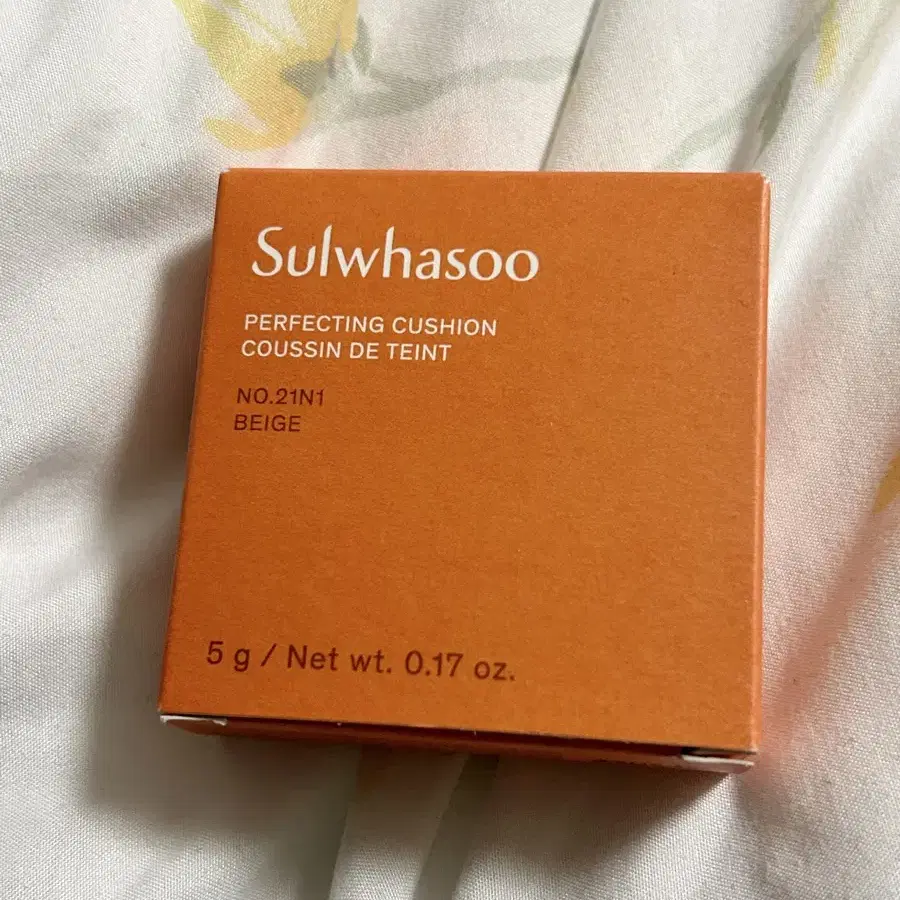 Sulwhasoo
PERFECTING CUSHION
COUSSIN DE TEINT
NO.21N1
BEIGE
5 g / Net wt. 0.17 oz.